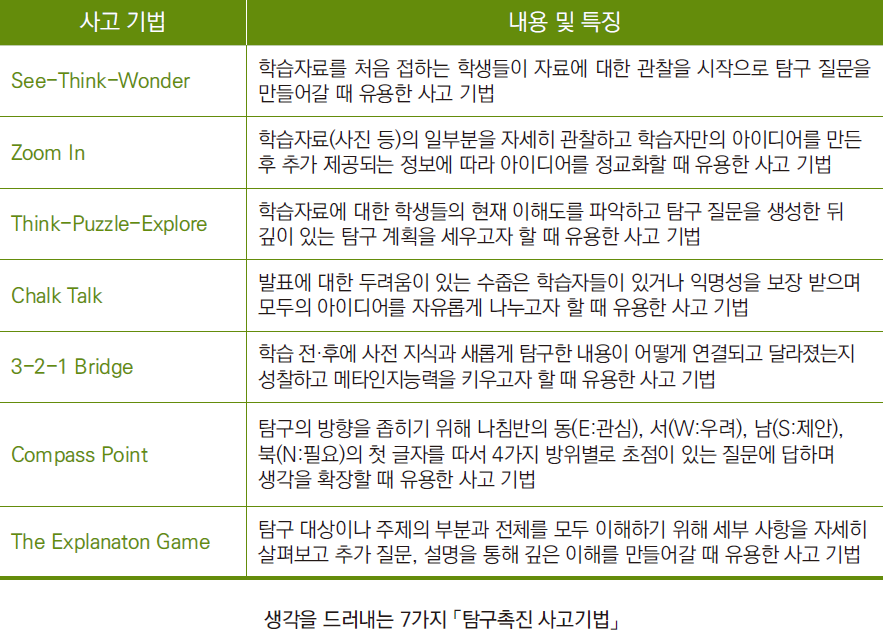 사고 기법
내용 및 특징
See-Think-Wonder
학습자료를 처음 접하는 학생들이 자료에 대한 관찰을 시작으로 탐구 질문을
만들어갈 때 유용한 사고 기법
Zoom In
학습자료(사진 등)의 일부분을 자세히 관찰하고 학습자만의 아이디어를 만든
후 추가 제공되는 정보에 따라 아이디어를 정교화할 때 유용한 사고 기법
Think-Puzzle-Explore
학습자료에 대한 학생들의 현재 이해도를 파악하고 탐구 질문을 생성한 뒤
깊이 있는 탐구 계획을 세우고자 할 때 유용한 사고 기법
Chalk Talk
발표에 대한 두려움이 있는 수줍은 학습자들이 있거나 익명성을 보장 받으며
모두의 아이디어를 자유롭게 나누고자 할 때 유용한 사고 기법
3-2-1 Bridge
학습 전·후에 사전 지식과 새롭게 탐구한 내용이 어떻게 연결되고 달라졌는지
성찰하고 메타인지능력을 키우고자 할 때 유용한 사고 기법
Compass Point
탐구의 방향을 좁히기 위해 나침반의 동(E:관심), 서(W:우려), 남(S:제안),
북(N:필요)의 첫 글자를 따서 4가지 방위별로 초점이 있는 질문에 답하며
생각을 확장할 때 유용한 사고 기법
The Explanaton Game
탐구 대상이나 주제의 부분과 전체를 모두 이해하기 위해 세부 사항을 자세히
살펴보고 추가 질문, 설명을 통해 깊은 이해를 만들어갈 때 유용한 사고 기법
생각을 드러내는 7가지 「탐구촉진 사고기법」